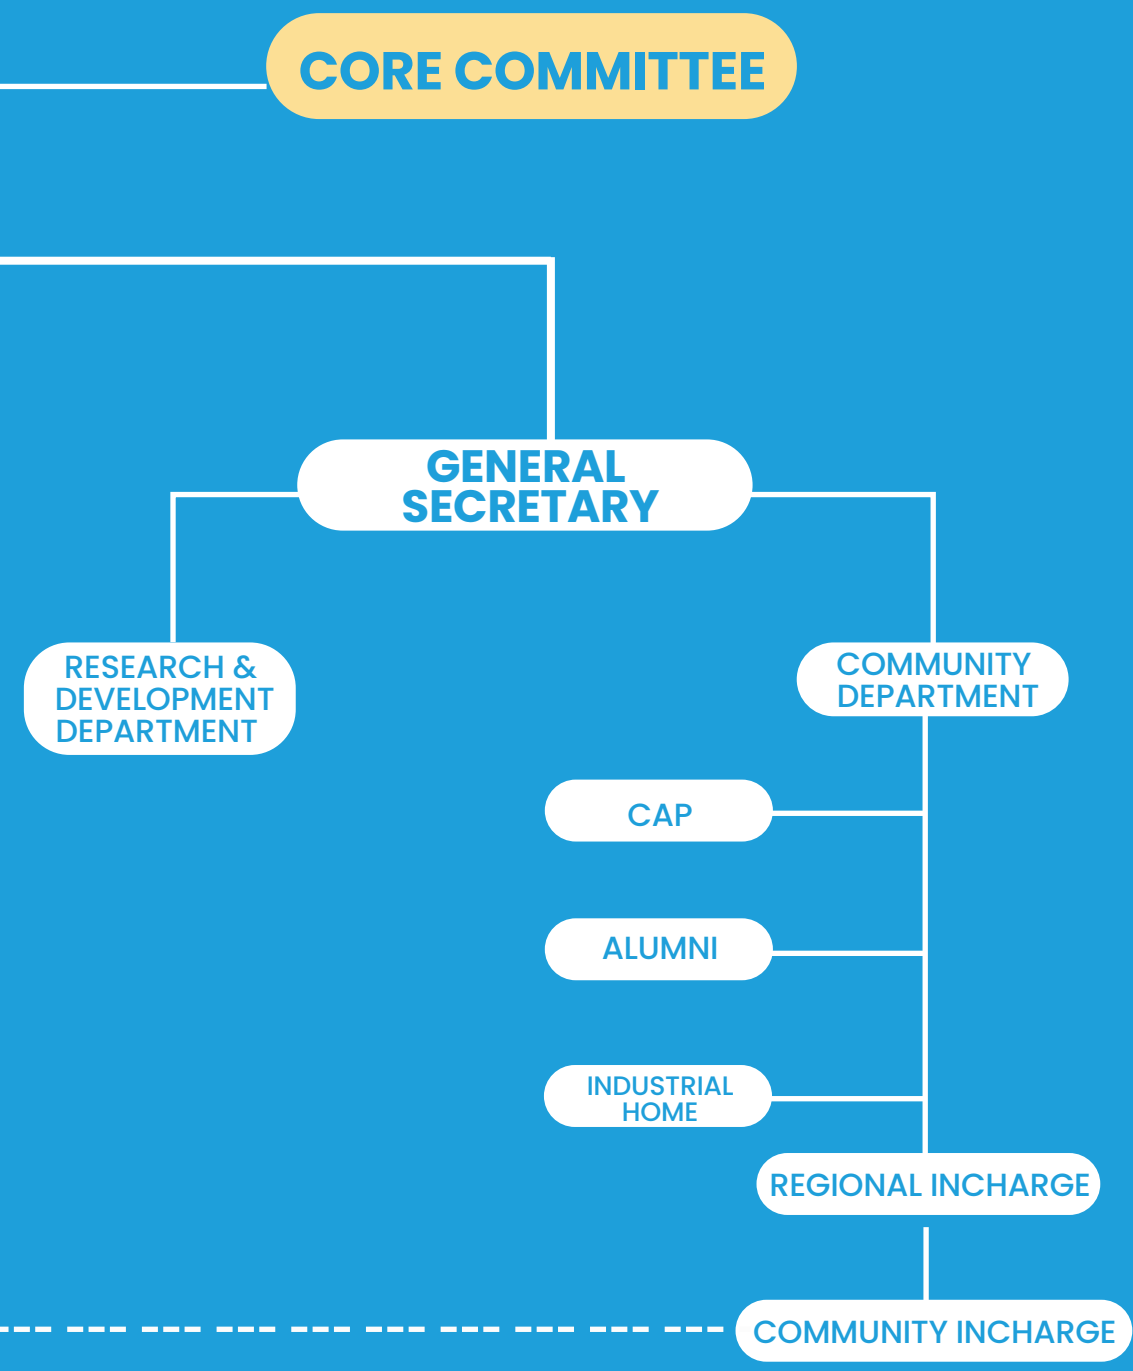 CORE COMMITTEE
GENERAL
SECRETARY
RESEARCH &
DEVELOPMENT
DEPARTMENT
COMMUNITY
DEPARTMENT
CAP
ALUMNI
INDUSTRIAL
HOME
REGIONAL INCHARGE
COMMUNITY INCHARGE